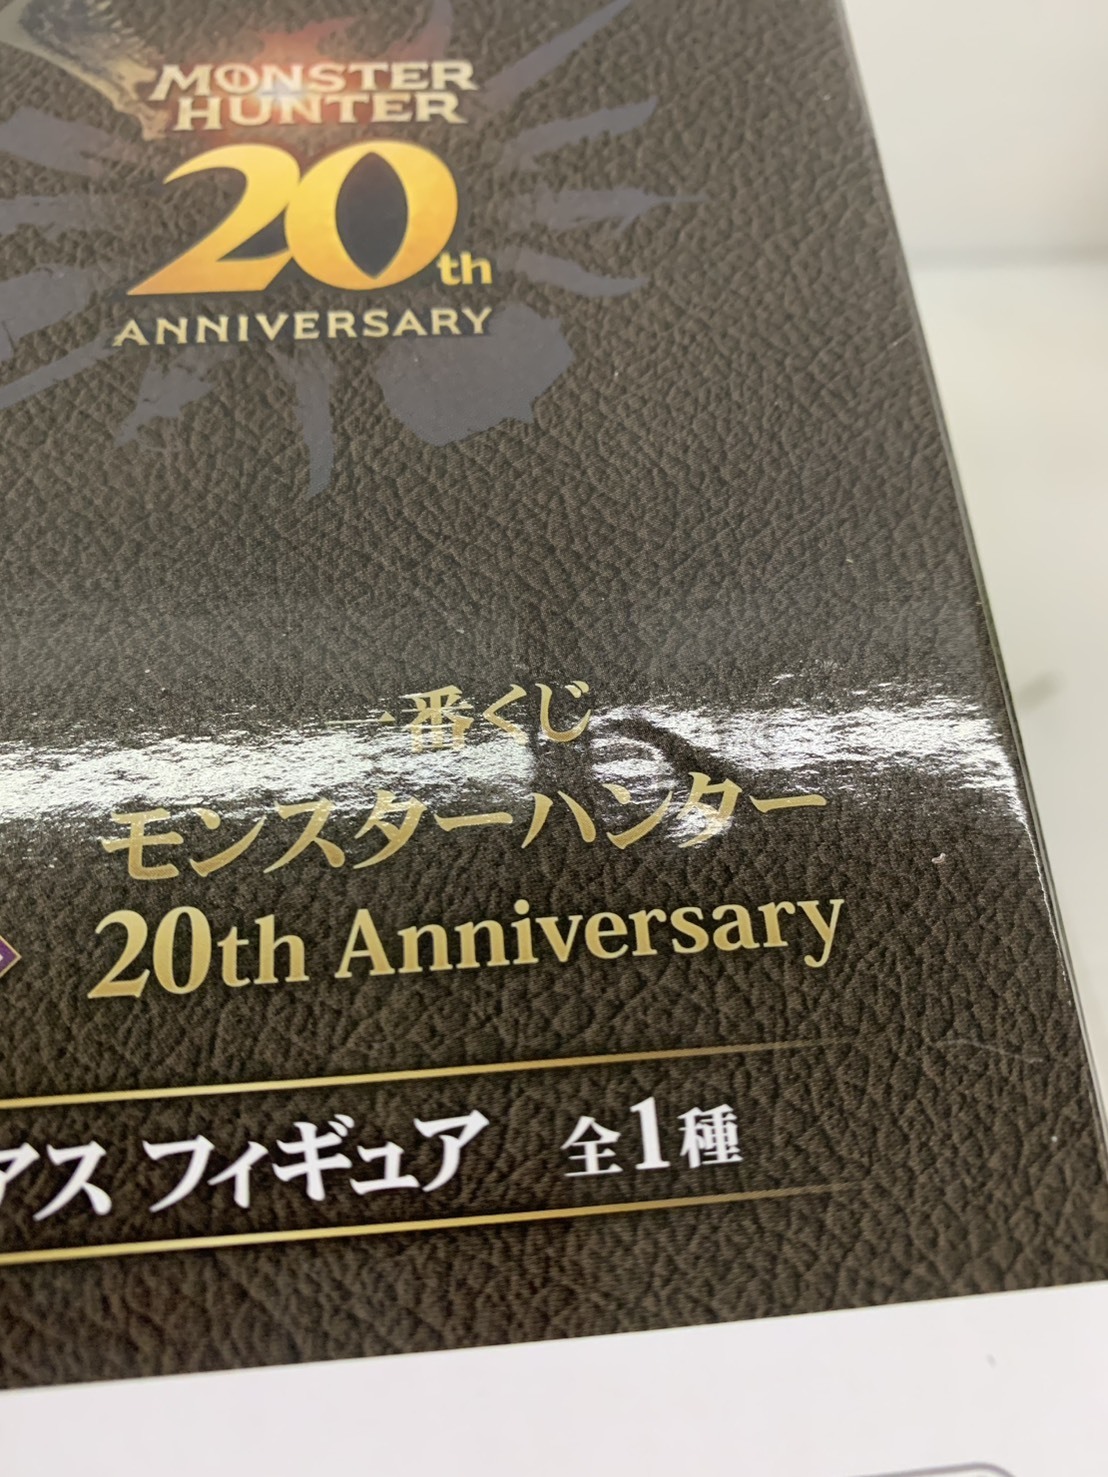 MONSTER
HUNTER
20th
ANNIVERSARY
一番くじ
モンスターハンター
20th Anniversary
アス フィギュア 全1種